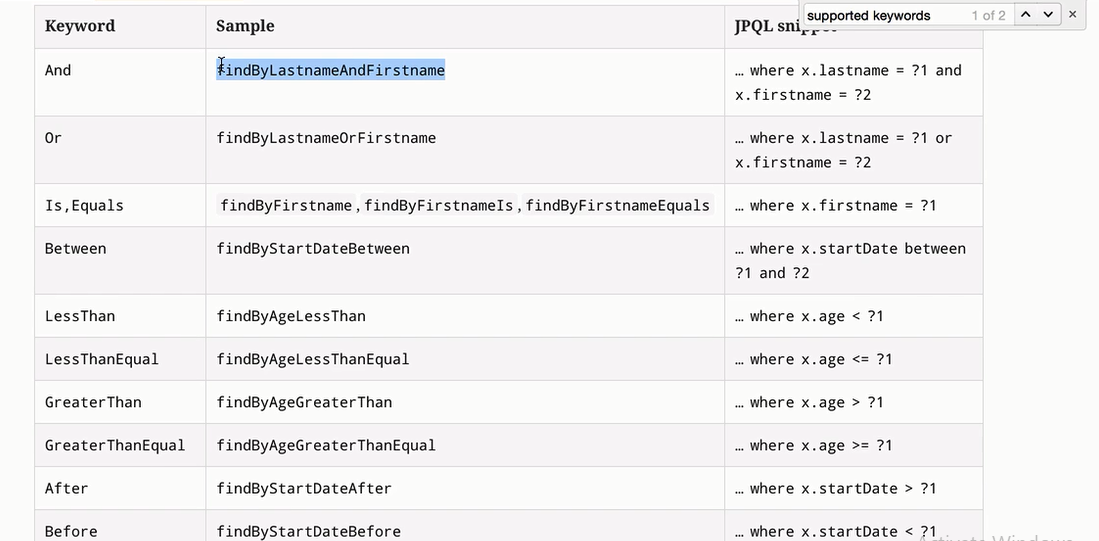 supported keywords 1 of 2
Keyword Sample JPQL snippet
And findByLastnameAndFirstname … where x.lastname = ?1 and
x.firstname = ?2
Or findByLastnameOrFirstname … where x.lastname = ?1 or
x.firstname = ?2
Is,Equals findByFirstname,findByFirstnameIs,findByFirstnameEquals … where x.firstname = ?1
Between findByStartDateBetween … where x.startDate between
?1 and ?2
LessThan findByAgeLessThan … where x.age < ?1
LessThanEqual findByAgeLessThanEqual … where x.age <= ?1
GreaterThan findByAgeGreaterThan … where x.age > ?1
GreaterThanEqual findByAgeGreaterThanEqual … where x.age >= ?1
After findByStartDateAfter … where x.startDate > ?1
Before findByStartDateBefore … where x.startDate < ?1
Activate Windows